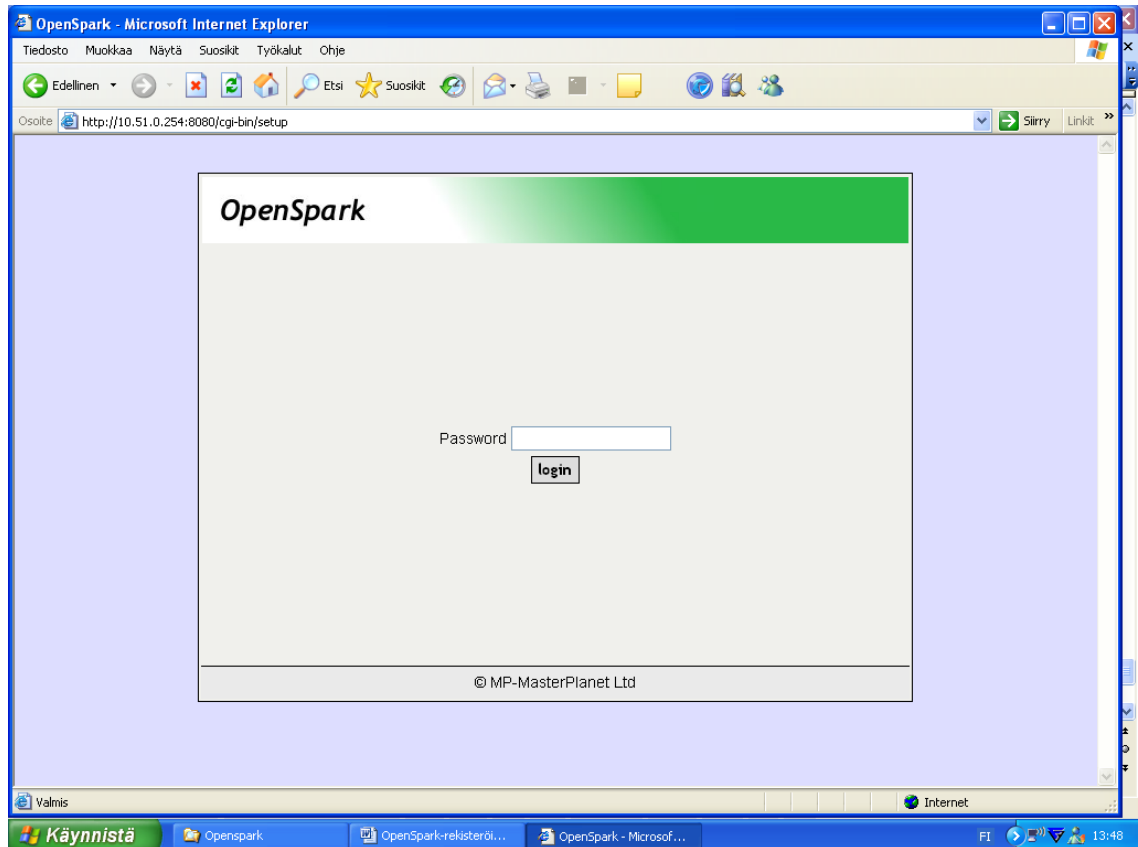 OpenSpark - Microsoft Internet Explorer
Tiedosto Muokkaa Näytä Suosikit Työkalut Ohje
Edellinen Etsi Suosikit
Osoite http://10.51.0.254:8080/cgi-bin/setup Siirry Linkit
OpenSpark
Password
login
© MP-MasterPlanet Ltd
Valmis Internet
Käynnistä Openspark OpenSpark-rekisteröi... OpenSpark - Microsof... FI 13:48